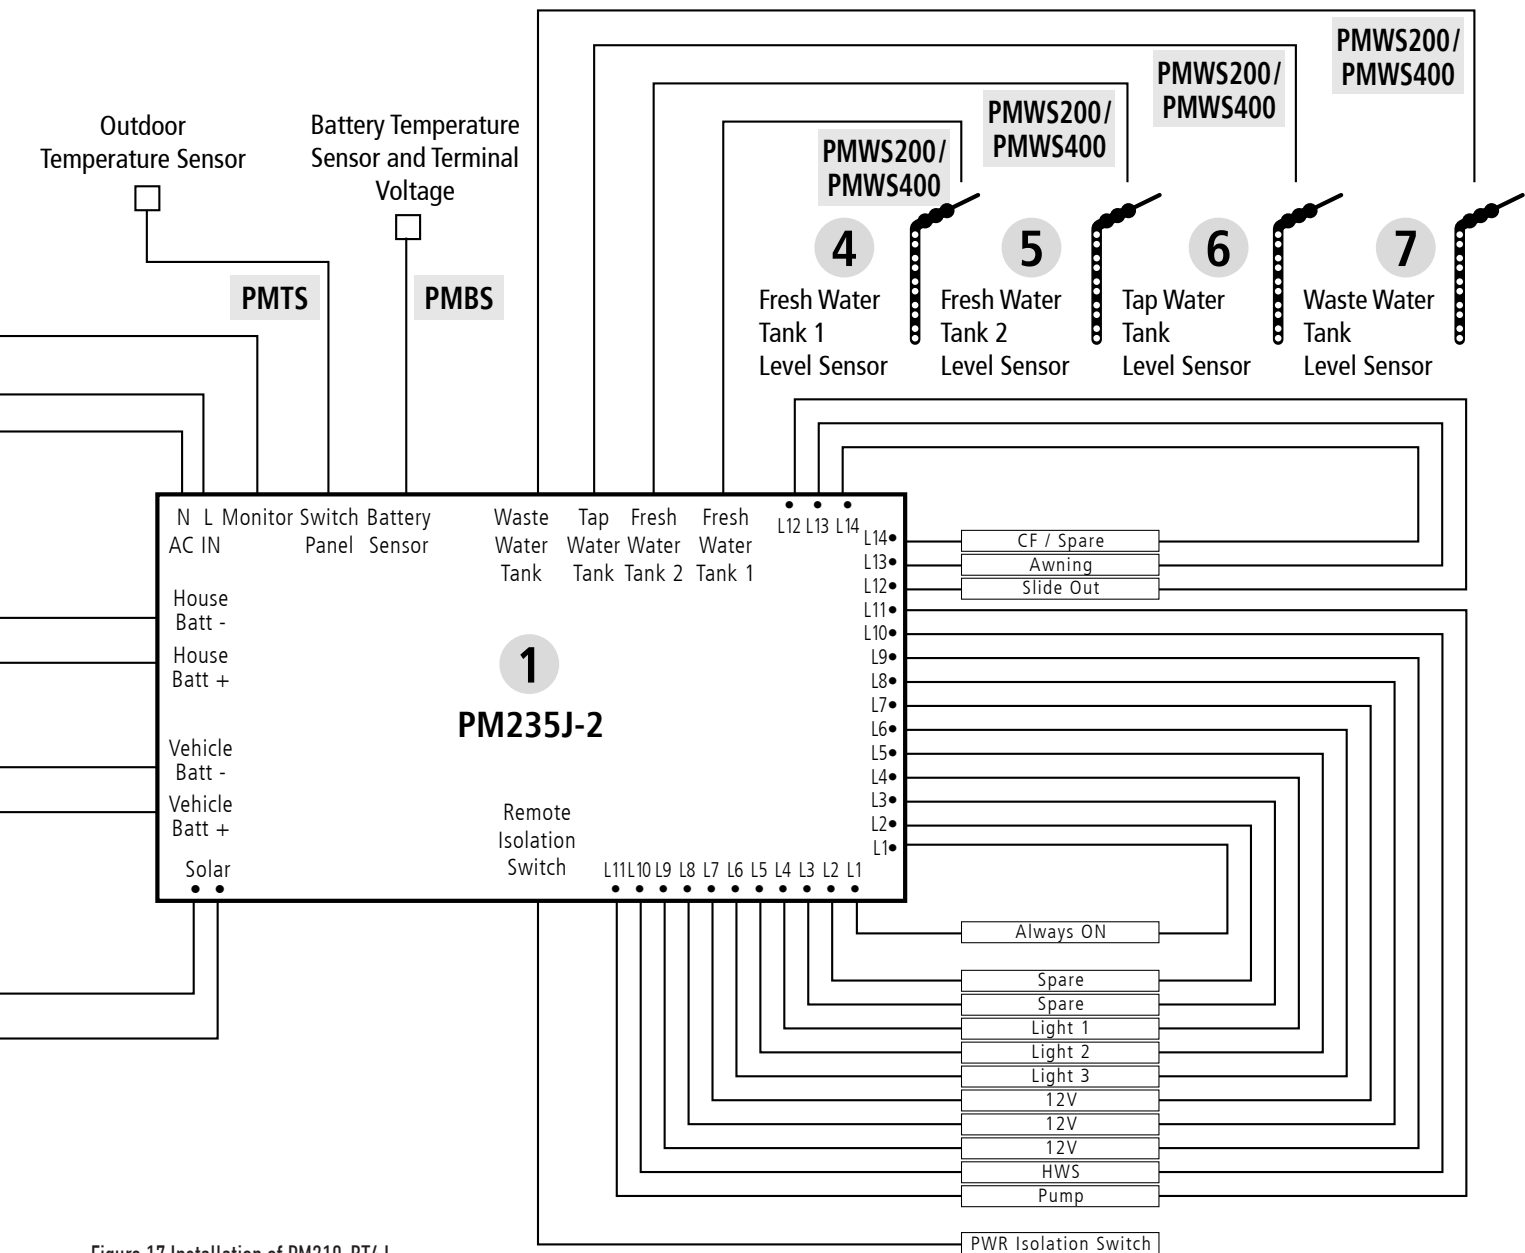 PMWS200/
PMWS400
PMWS200/
PMWS400
PMWS200/
PMWS400
PMWS200/
PMWS400
Outdoor
Temperature Sensor
Battery Temperature
Sensor and Terminal
Voltage
PMTS
PMBS
4
Fresh Water
Tank 1
Level Sensor
5
Fresh Water
Tank 2
Level Sensor
6
Tap Water
Tank
Level Sensor
7
Waste Water
Tank
Level Sensor
N L
AC IN
Monitor
Switch
Panel
Battery
Sensor
Waste
Water
Tank
Tap
Water
Tank
Fresh
Water
Tank 2
Fresh
Water
Tank 1
L12 L13 L14
L14
L13
L12
L11
L10
L9
L8
L7
L6
L5
L4
L3
L2
L1
House
Batt -
House
Batt +
Vehicle
Batt -
Vehicle
Batt +
Solar
1
PM235J-2
Remote
Isolation
Switch
L11 L10 L9 L8 L7 L6 L5 L4 L3 L2 L1
CF / Spare
Awning
Slide Out
Always ON
Spare
Spare
Light 1
Light 2
Light 3
12V
12V
12V
HWS
Pump
PWR Isolation Switch